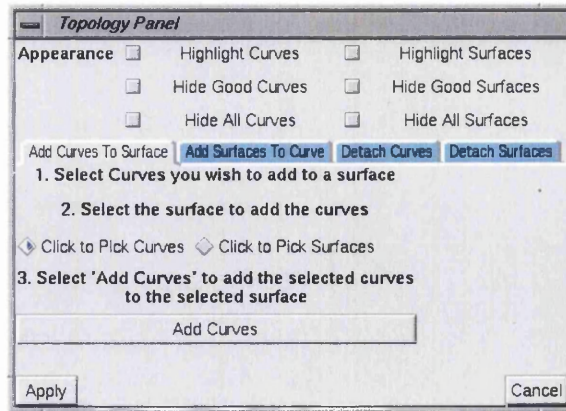 Topology Panel
Appearance Highlight Curves Highlight Surfaces
Hide Good Curves Hide Good Surfaces
Hide All Curves Hide All Surfaces
Add Curves To Surface Add Surfaces To Curve Detach Curves Detach Surfaces
1. Select Curves you wish to add to a surface
2. Select the surface to add the curves
Click to Pick Curves Click to Pick Surfaces
3. Select 'Add Curves' to add the selected curves
to the selected surface
Add Curves
Apply Cancel